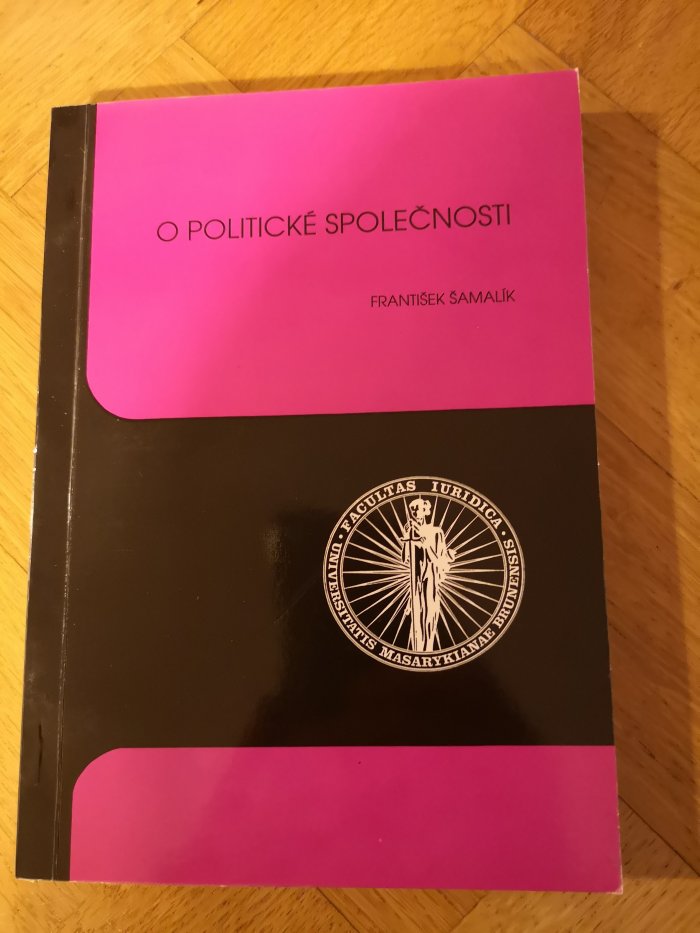 O POLITICKÉ SPOLEČNOSTI
FRANTIŠEK ŠAMALÍK
· FACULTAS IURIDICA ·
UNIVERSITATIS MASARYKIANAE BRUNENSIS